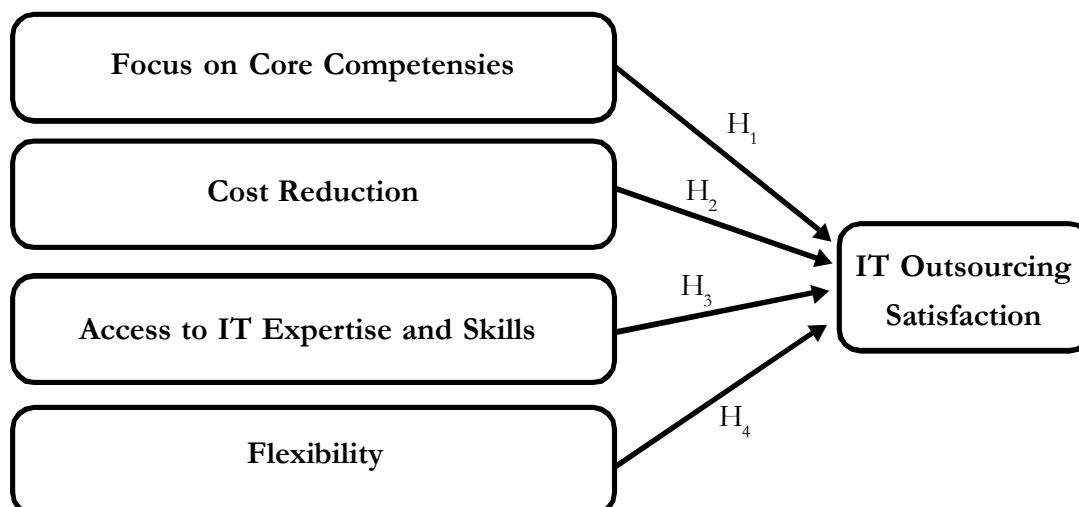 Focus on Core Competensies
H₁
Cost Reduction
H₂
IT Outsourcing
Satisfaction
H₃
Access to IT Expertise and Skills
H₄
Flexibility